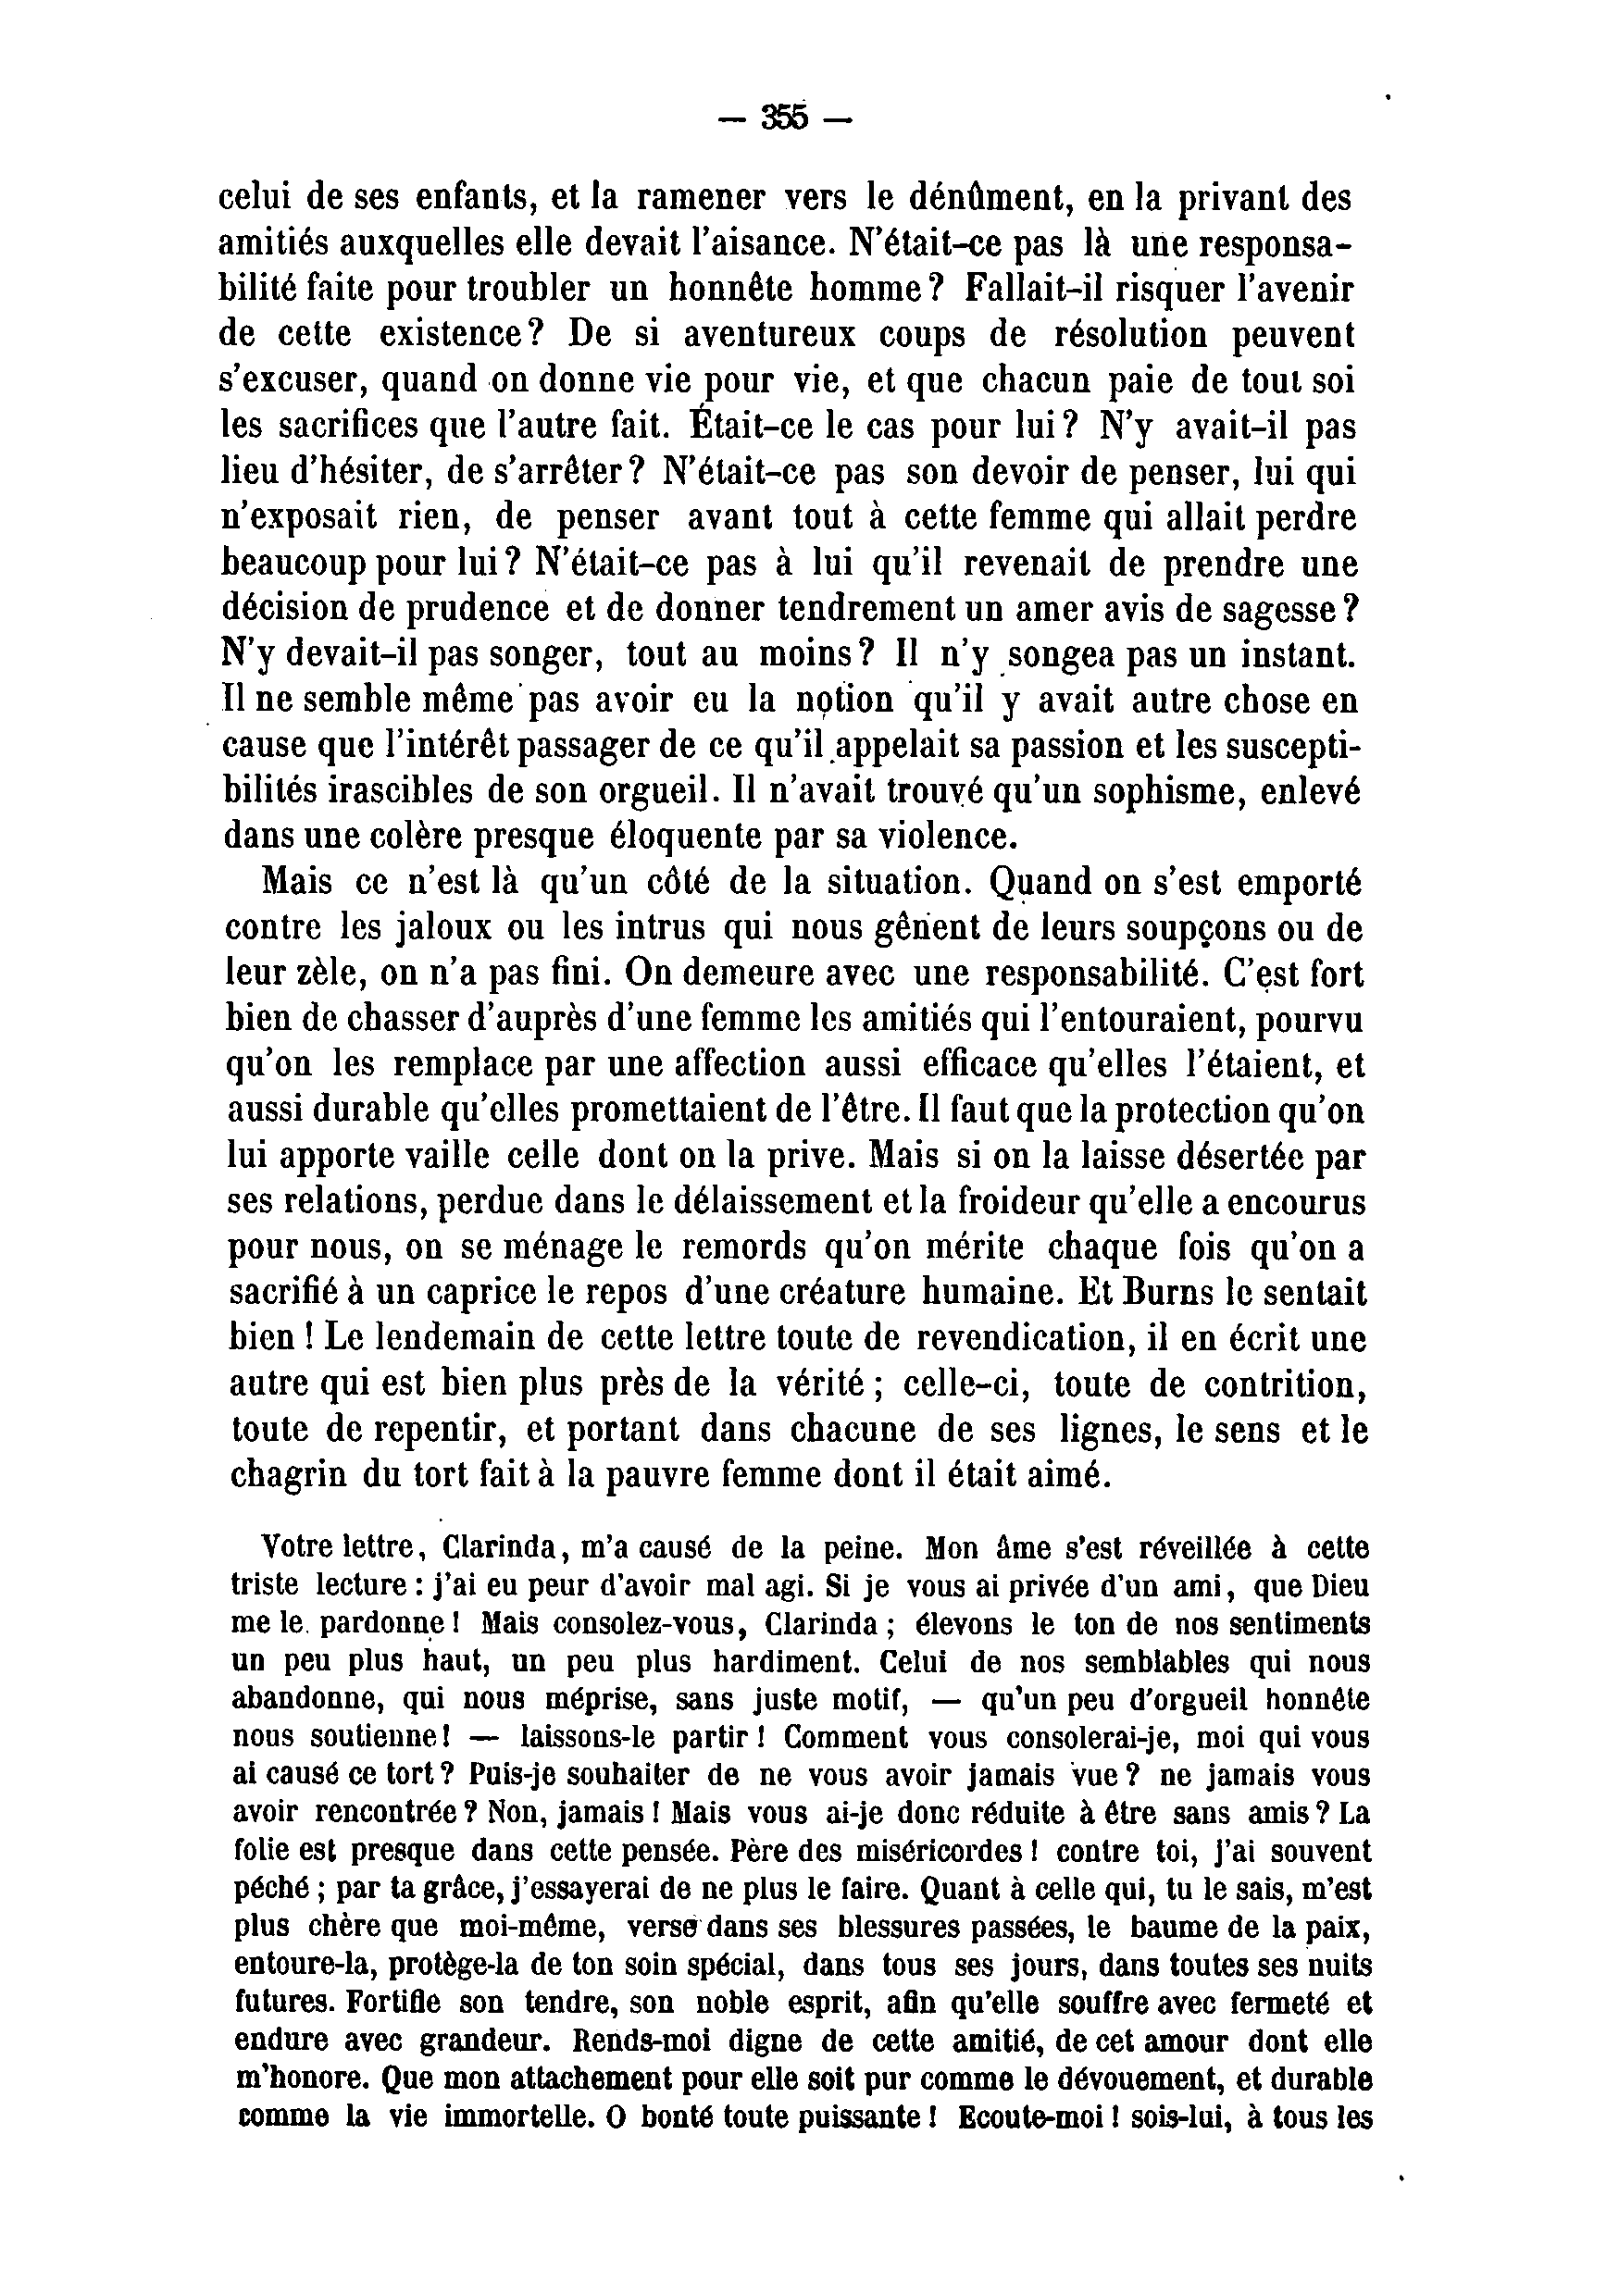 — 355 —
celui de ses enfants, et la ramener vers le dénûment, en la privant des
amitiés auxquelles elle devait l'aisance. N'était-ce pas là une responsa-
bilité faite pour troubler un honnête homme? Fallait-il risquer l'avenir
de cette existence? De si aventureux coups de résolution peuvent
s'excuser, quand on donne vie pour vie, et que chacun paie de tout soi
les sacrifices que l'autre fait. Était-ce le cas pour lui? N'y avait-il pas
lieu d'hésiter, de s'arrêter? N'était-ce pas son devoir de penser, lui qui
n'exposait rien, de penser avant tout à cette femme qui allait perdre
beaucoup pour lui? N'était-ce pas à lui qu'il revenait de prendre une
décision de prudence et de donner tendrement un amer avis de sagesse?
N'y devait-il pas songer, tout au moins? Il n'y songea pas un instant.
Il ne semble même pas avoir eu la notion qu'il y avait autre chose en
cause que l'intérêt passager de ce qu'il appelait sa passion et les suscepti-
bilités irascibles de son orgueil. Il n'avait trouvé qu'un sophisme, enlevé
dans une colère presque éloquente par sa violence.
Mais ce n'est là qu'un côté de la situation. Quand on s'est emporté
contre les jaloux ou les intrus qui nous gênent de leurs soupçons ou de
leur zèle, on n'a pas fini. On demeure avec une responsabilité. C'est fort
bien de chasser d'auprès d'une femme les amitiés qui l'entouraient, pourvu
qu'on les remplace par une affection aussi efficace qu'elles l'étaient, et
aussi durable qu'elles promettaient de l'être. Il faut que la protection qu'on
lui apporte vaille celle dont on la prive. Mais si on la laisse désertée par
ses relations, perdue dans le délaissement et la froideur qu'elle a encourus
pour nous, on se ménage le remords qu'on mérite chaque fois qu'on a
sacrifié à un caprice le repos d'une créature humaine. Et Burns le sentait
bien! Le lendemain de cette lettre toute de revendication, il en écrit une
autre qui est bien plus près de la vérité; celle-ci, toute de contrition,
toute de repentir, et portant dans chacune de ses lignes, le sens et le
chagrin du tort fait à la pauvre femme dont il était aimé.
Votre lettre, Clarinda, m'a causé de la peine. Mon âme s'est réveillée à cette
triste lecture : j'ai eu peur d'avoir mal agi. Si je vous ai privée d'un ami, que Dieu
me le pardonne! Mais consolez-vous, Clarinda; élevons le ton de nos sentiments
un peu plus haut, un peu plus hardiment. Celui de nos semblables qui nous
abandonne, qui nous méprise, sans juste motif, — qu'un peu d'orgueil honnête
nous soutienne! — laissons-le partir! Comment vous consolerai-je, moi qui vous
ai causé ce tort? Puis-je souhaiter de ne vous avoir jamais vue? ne jamais vous
avoir rencontrée? Non, jamais! Mais vous ai-je donc réduite à être sans amis? La
folie est presque dans cette pensée. Père des miséricordes! contre toi, j'ai souvent
péché; par ta grâce, j'essayerai de ne plus le faire. Quant à celle qui, tu le sais, m'est
plus chère que moi-même, verse dans ses blessures passées, le baume de la paix,
entoure-la, protège-la de ton soin spécial, dans tous ses jours, dans toutes ses nuits
futures. Fortifie son tendre, son noble esprit, afin qu'elle souffre avec fermeté et
endure avec grandeur. Rends-moi digne de cette amitié, de cet amour dont elle
m'honore. Que mon attachement pour elle soit pur comme le dévouement, et durable
comme la vie immortelle. O bonté toute puissante! Ecoute-moi! sois-lui, à tous les